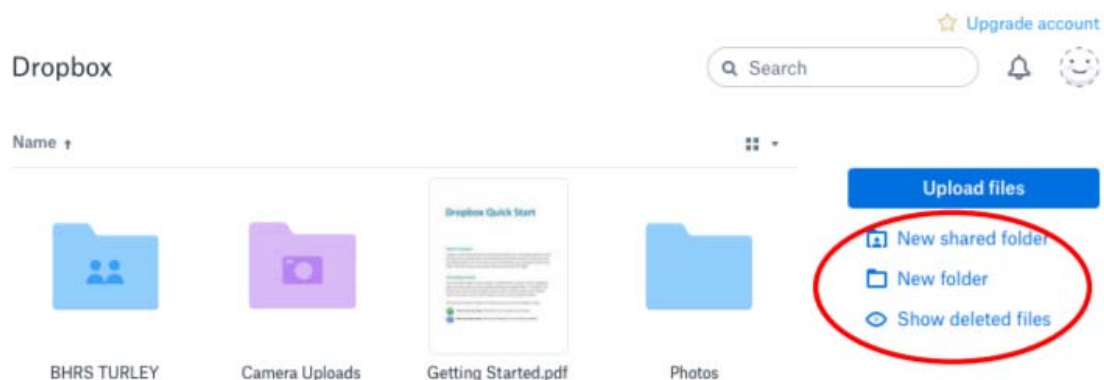 Upgrade account
Dropbox
Search
Name ↑
Upload files
New shared folder
New folder
Show deleted files
Dropbox Quick Start
BHRS TURLEY
Camera Uploads
Getting Started.pdf
Photos